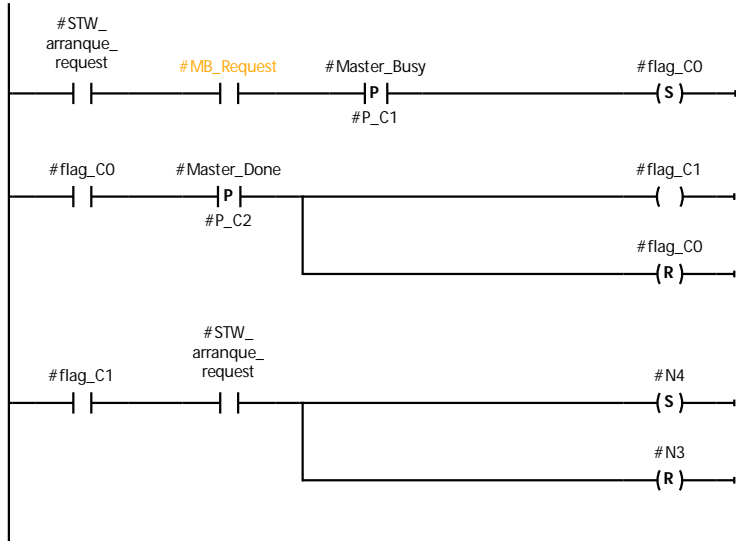 #STW_
arranque_
request
#MB_Request
#Master_Busy
#flag_C0
P
S
#P_C1
#flag_C0
#Master_Done
#flag_C1
P
#P_C2
#flag_C0
R
#STW_
arranque_
request
#flag_C1
#N4
S
#N3
R